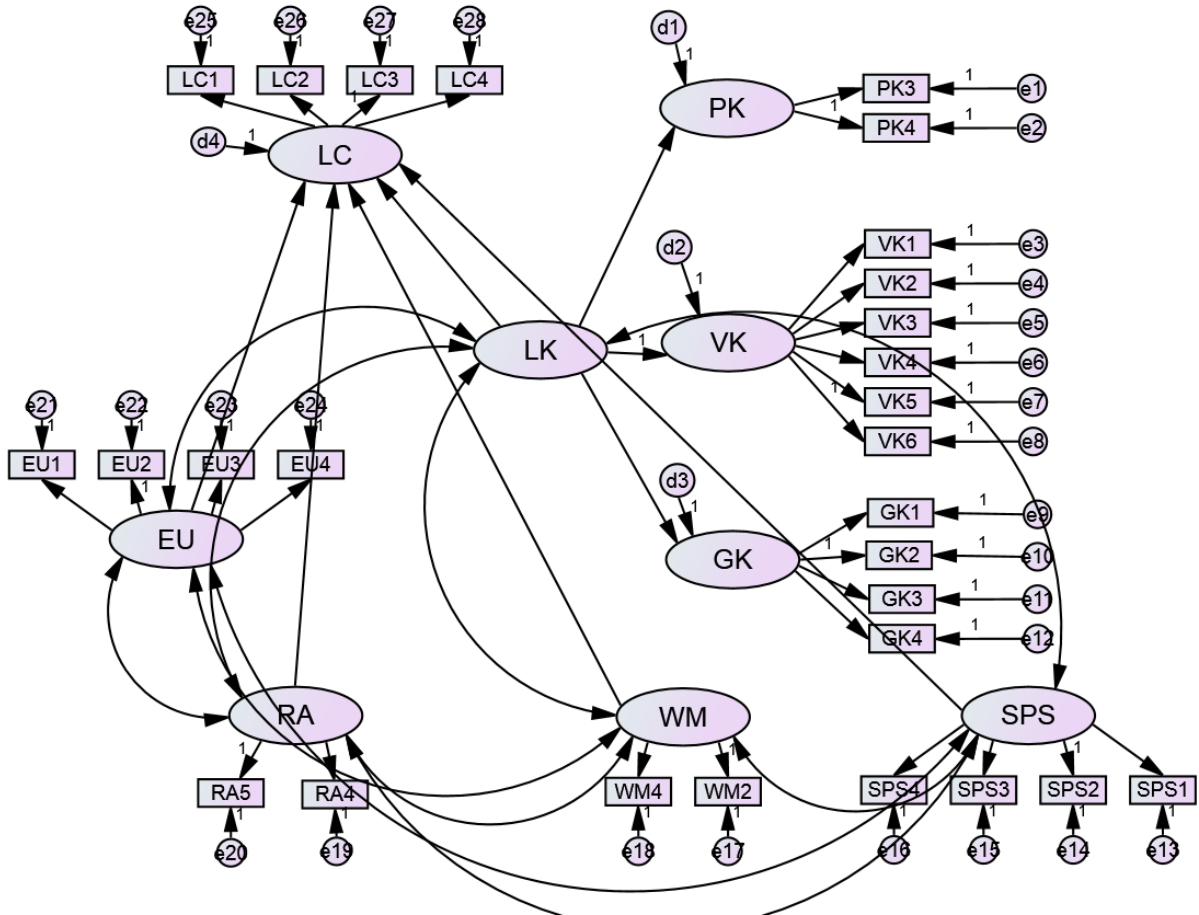 e25 e26 e27 e28
1 1 1 1
LC1 LC2 LC3 LC4
1
d4 1 LC
d1
1
PK
PK3 1 e1
1
PK4 1 e2
d2
1
LK 1 VK
VK1 1 e3
VK2 1 e4
VK3 1 e5
VK4 1 e6
1
VK5 1 e7
VK6 1 e8
e21 e22 e23 e24
1 1 1 1
EU1 EU2 EU3 EU4
1
EU
d3
1
GK
GK1 1 e9
1
GK2 1 e10
GK3 1 e11
GK4 1 e12
RA WM SPS
1 1 1
RA5 RA4 WM4 WM2 SPS4 SPS3 SPS2 SPS1
1 1 1 1 1 1 1 1
e20 e19 e18 e17 e16 e15 e14 e13